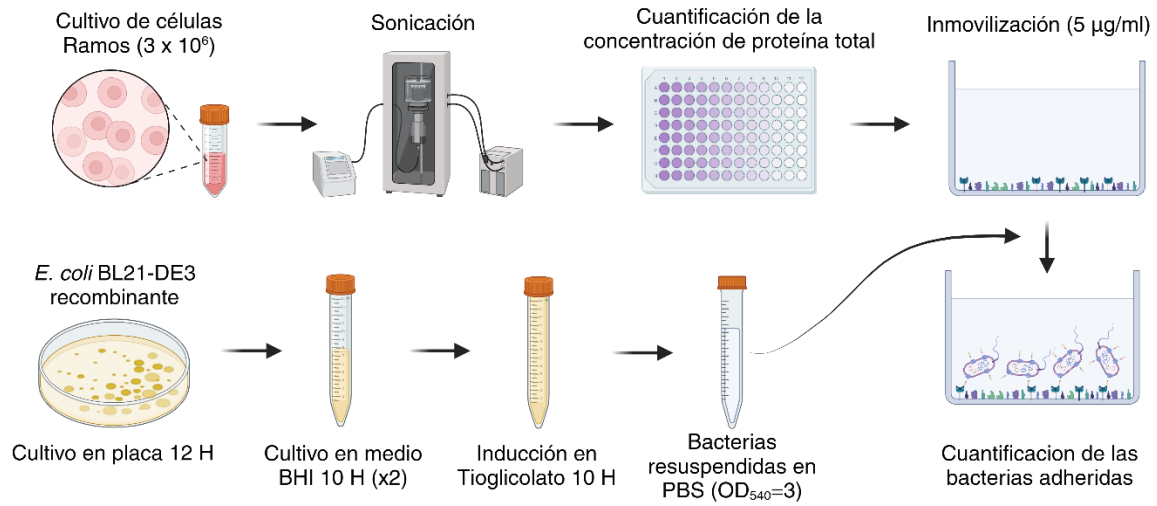 Cultivo de células
Ramos (3 x 10⁶)
Sonicación
Cuantificación de la
concentración de proteína total
Inmovilización (5 µg/ml)
E. coli BL21-DE3
recombinante
Cultivo en placa 12 H
Cultivo en medio
BHI 10 H (x2)
Inducción en
Tioglicolato 10 H
Bacterias
resuspendidas en
PBS (OD₅₄₀=3)
Cuantificacion de las
bacterias adheridas